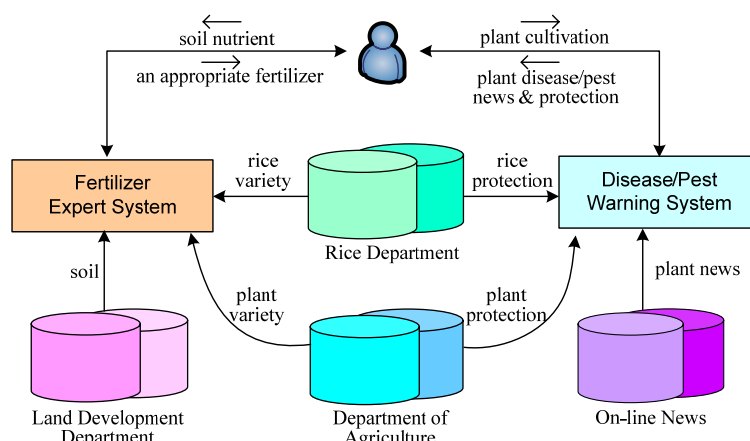 soil nutrient
an appropriate fertilizer
plant cultivation
plant disease/pest
news & protection
Fertilizer
Expert System
rice
variety
rice
protection
Disease/Pest
Warning System
Rice Department
soil
plant
variety
plant
protection
plant news
Land Development
Department
Department of
Agriculture
On-line News